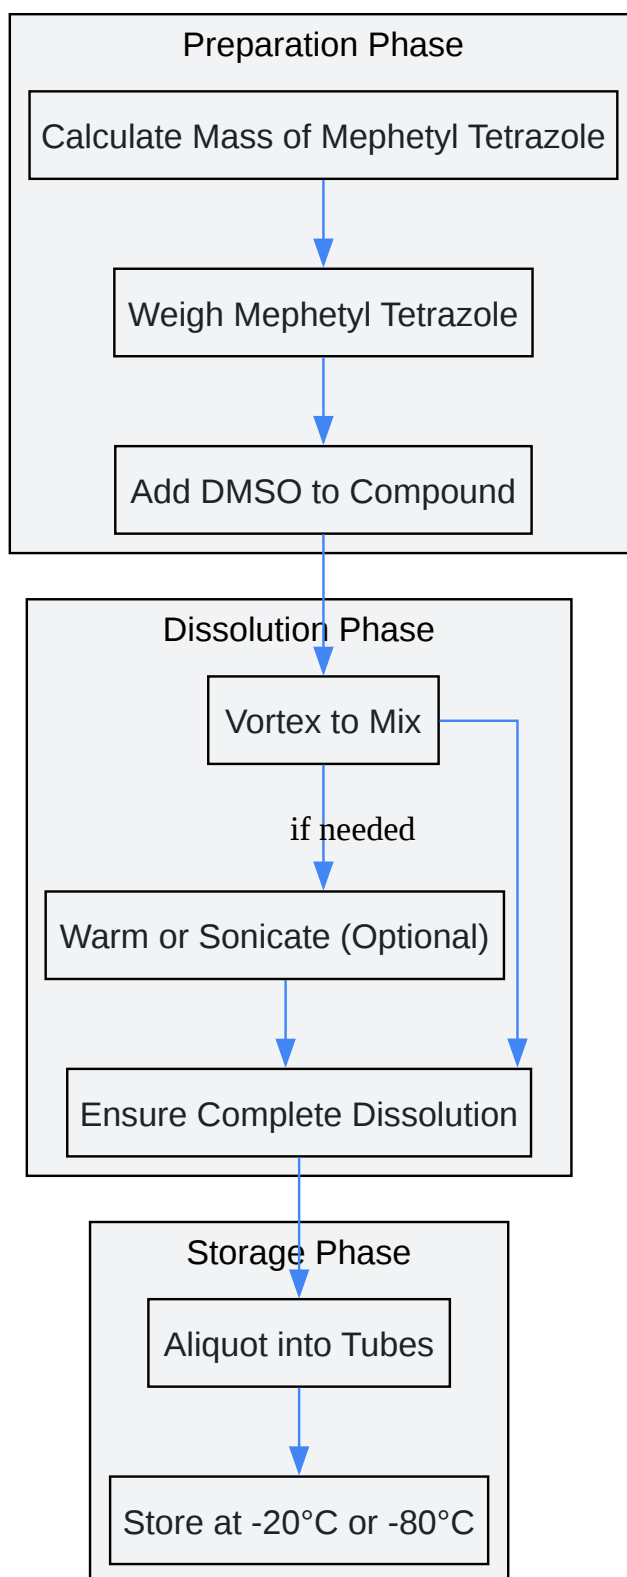 Preparation Phase
Calculate Mass of Mephetyl Tetrazole
Weigh Mephetyl Tetrazole
Add DMSO to Compound
Dissolution Phase
Vortex to Mix
if needed
Warm or Sonicate (Optional)
Ensure Complete Dissolution
Storage Phase
Aliquot into Tubes
Store at -20°C or -80°C